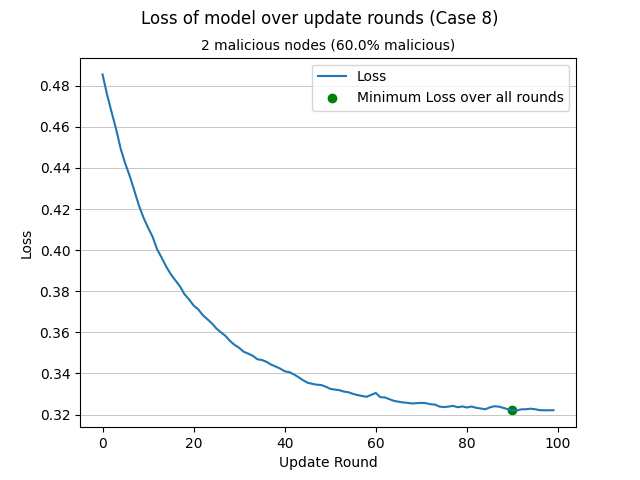 Loss of model over update rounds (Case 8)
2 malicious nodes (60.0% malicious)
Loss
Minimum Loss over all rounds
0.48
0.46
0.44
0.42
0.40
0.38
0.36
0.34
0.32
Loss
0 20 40 60 80 100
Update Round